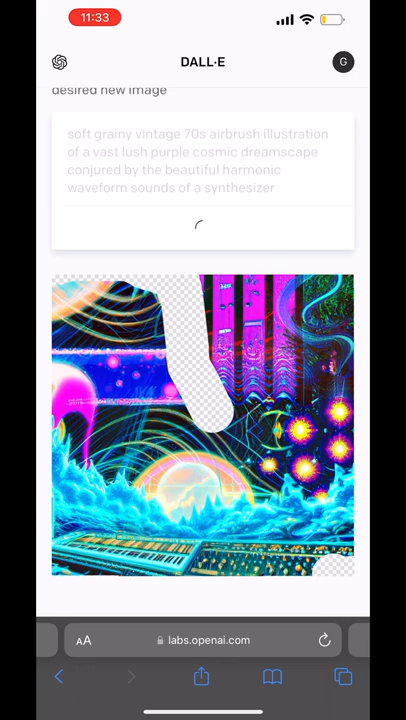 11:33
DALL·E
G
desired new image
soft grainy vintage 70s airbrush illustration
of a vast lush purple cosmic dreamscape
conjured by the beautiful harmonic
waveform sounds of a synthesizer
AA
labs.openai.com